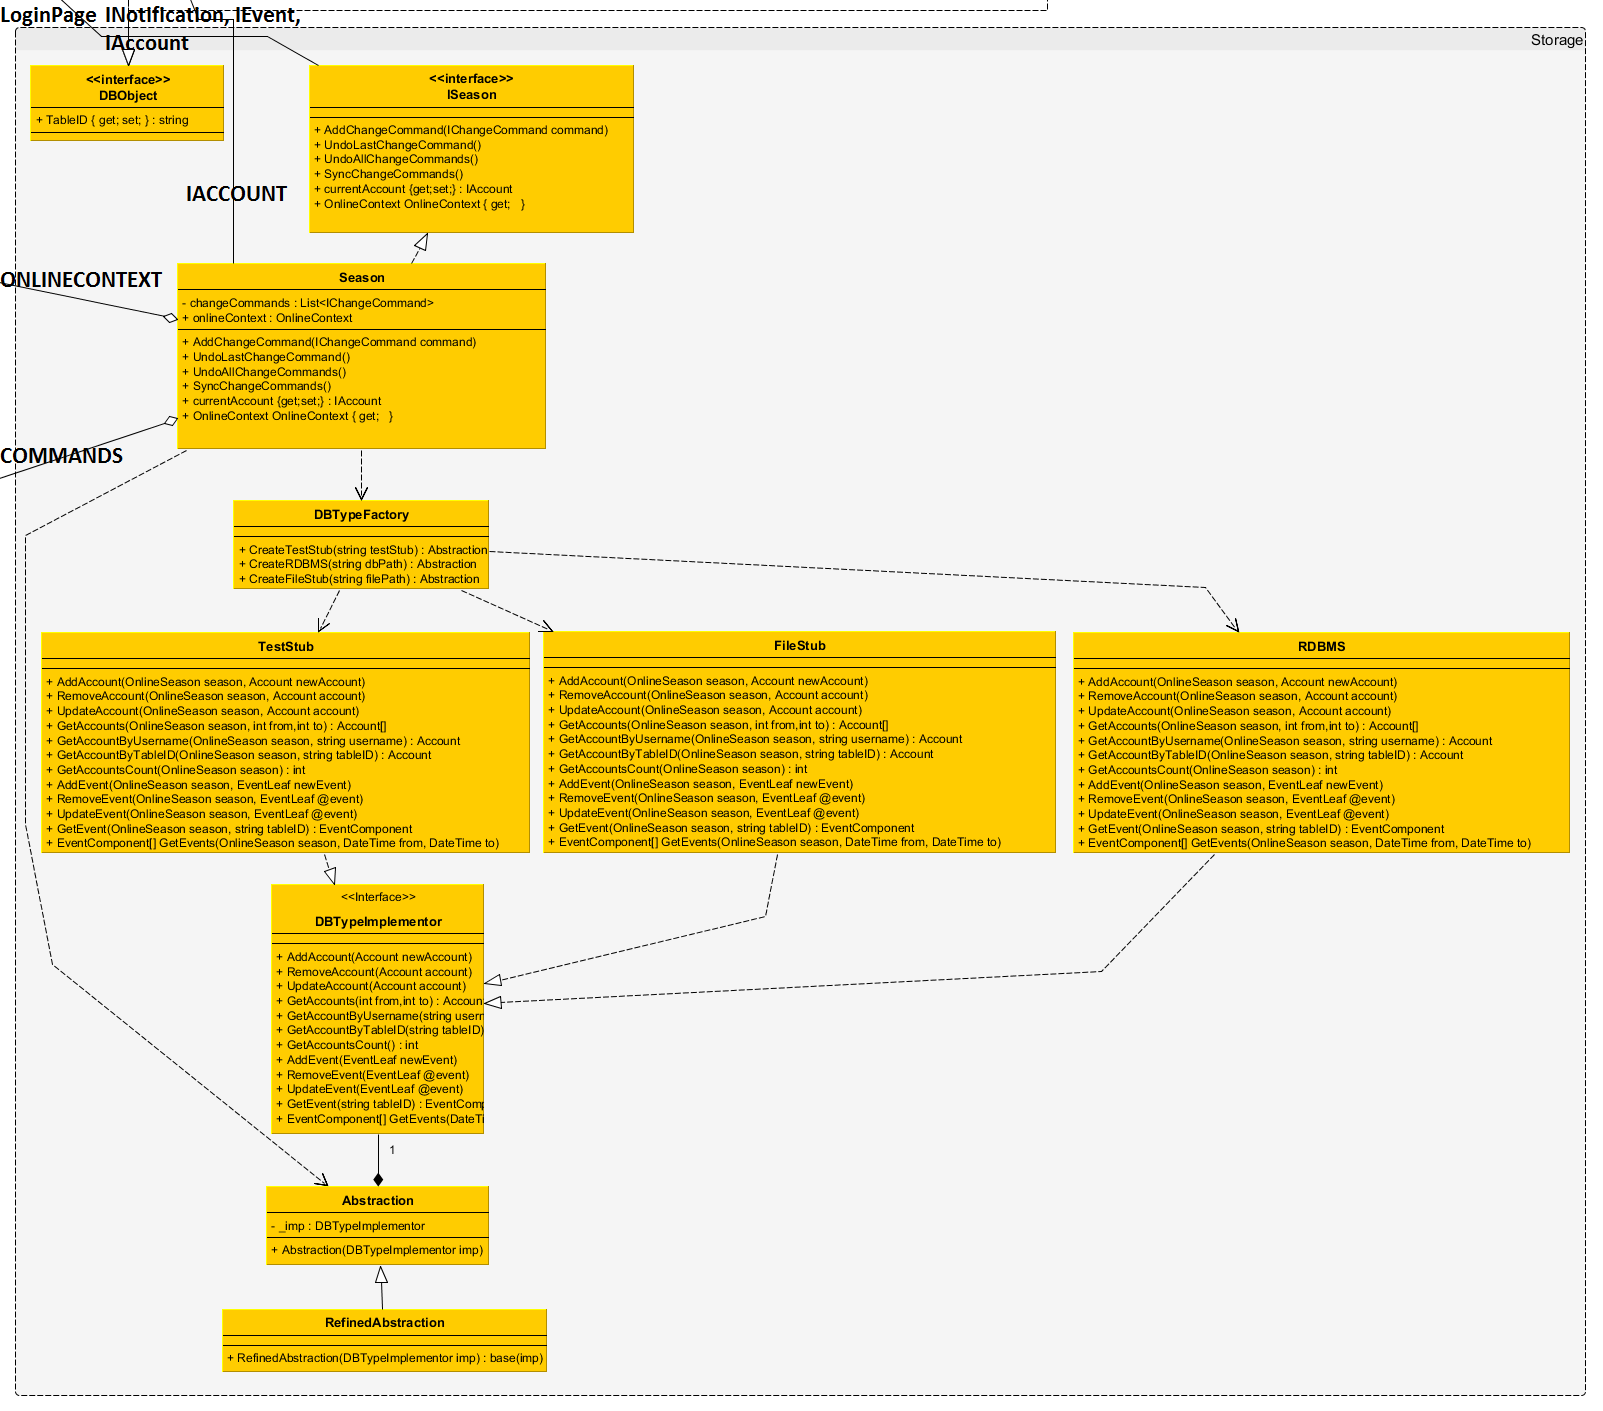 LoginPage INotification, IEvent,
IAccount
Storage
<<interface>>
DBObject
+ TableID { get; set; } : string
<<interface>>
ISeason
+ AddChangeCommand(IChangeCommand command)
+ UndoLastChangeCommand()
+ UndoAllChangeCommands()
+ SyncChangeCommands()
+ currentAccount {get;set;} : IAccount
+ OnlineContext OnlineContext { get;   }
IACCOUNT
ONLINECONTEXT
Season
- changeCommands : List<IChangeCommand>
+ onlineContext : OnlineContext
+ AddChangeCommand(IChangeCommand command)
+ UndoLastChangeCommand()
+ UndoAllChangeCommands()
+ SyncChangeCommands()
+ currentAccount {get;set;} : IAccount
+ OnlineContext OnlineContext { get;   }
COMMANDS
DBTypeFactory
+ CreateTestStub(string testStub) : Abstraction
+ CreateRDBMS(string dbPath) : Abstraction
+ CreateFileStub(string filePath) : Abstraction
TestStub
+ AddAccount(OnlineSeason season, Account newAccount)
+ RemoveAccount(OnlineSeason season, Account account)
+ UpdateAccount(OnlineSeason season, Account account)
+ GetAccounts(OnlineSeason season, int from,int to) : Account[]
+ GetAccountByUsername(OnlineSeason season, string username) : Account
+ GetAccountByTableID(OnlineSeason season, string tableID) : Account
+ GetAccountsCount(OnlineSeason season) : int
+ AddEvent(OnlineSeason season, EventLeaf newEvent)
+ RemoveEvent(OnlineSeason season, EventLeaf @event)
+ UpdateEvent(OnlineSeason season, EventLeaf @event)
+ GetEvent(OnlineSeason season, string tableID) : EventComponent
+ EventComponent[] GetEvents(OnlineSeason season, DateTime from, DateTime to)
FileStub
+ AddAccount(OnlineSeason season, Account newAccount)
+ RemoveAccount(OnlineSeason season, Account account)
+ UpdateAccount(OnlineSeason season, Account account)
+ GetAccounts(OnlineSeason season, int from,int to) : Account[]
+ GetAccountByUsername(OnlineSeason season, string username) : Account
+ GetAccountByTableID(OnlineSeason season, string tableID) : Account
+ GetAccountsCount(OnlineSeason season) : int
+ AddEvent(OnlineSeason season, EventLeaf newEvent)
+ RemoveEvent(OnlineSeason season, EventLeaf @event)
+ UpdateEvent(OnlineSeason season, EventLeaf @event)
+ GetEvent(OnlineSeason season, string tableID) : EventComponent
+ EventComponent[] GetEvents(OnlineSeason season, DateTime from, DateTime to)
RDBMS
+ AddAccount(OnlineSeason season, Account newAccount)
+ RemoveAccount(OnlineSeason season, Account account)
+ UpdateAccount(OnlineSeason season, Account account)
+ GetAccounts(OnlineSeason season, int from,int to) : Account[]
+ GetAccountByUsername(OnlineSeason season, string username) : Account
+ GetAccountByTableID(OnlineSeason season, string tableID) : Account
+ GetAccountsCount(OnlineSeason season) : int
+ AddEvent(OnlineSeason season, EventLeaf newEvent)
+ RemoveEvent(OnlineSeason season, EventLeaf @event)
+ UpdateEvent(OnlineSeason season, EventLeaf @event)
+ GetEvent(OnlineSeason season, string tableID) : EventComponent
+ EventComponent[] GetEvents(OnlineSeason season, DateTime from, DateTime to)
<<Interface>>
DBTypeImplementor
+ AddAccount(Account newAccount)
+ RemoveAccount(Account account)
+ UpdateAccount(Account account)
+ GetAccounts(int from,int to) : Accoun
+ GetAccountByUsername(string usern
+ GetAccountByTableID(string tableID)
+ GetAccountsCount() : int
+ AddEvent(EventLeaf newEvent)
+ RemoveEvent(EventLeaf @event)
+ UpdateEvent(EventLeaf @event)
+ GetEvent(string tableID) : EventComp
+ EventComponent[] GetEvents(DateTi
1
Abstraction
- _imp : DBTypeImplementor
+ Abstraction(DBTypeImplementor imp)
RefinedAbstraction
+ RefinedAbstraction(DBTypeImplementor imp) : base(imp)